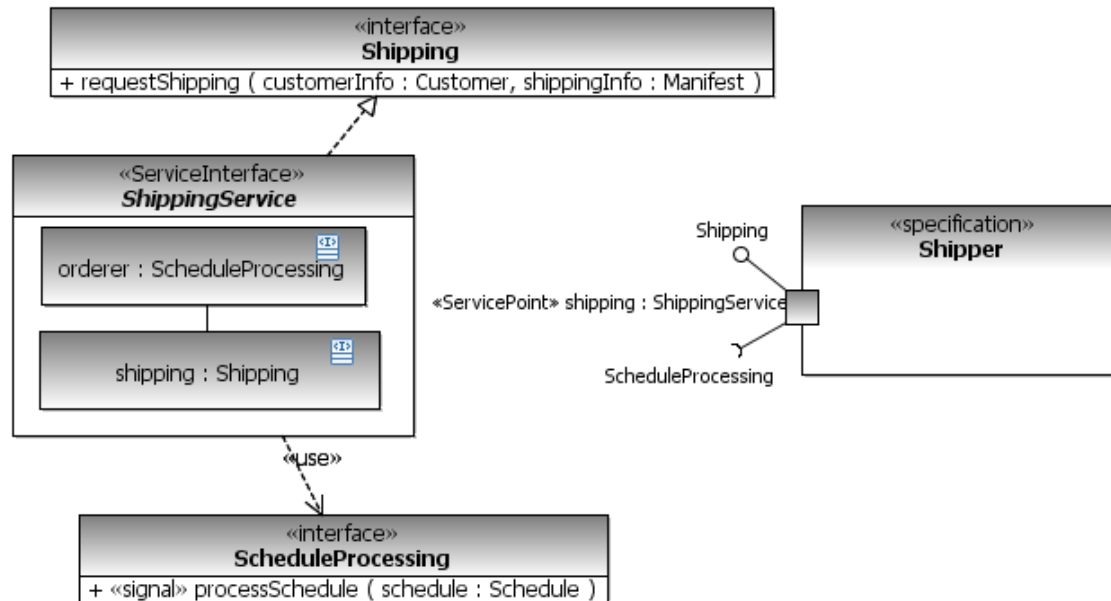 «interface»
Shipping
+ requestShipping ( customerInfo : Customer, shippingInfo : Manifest )
«ServiceInterface»
ShippingService
orderer : ScheduleProcessing
shipping : Shipping
«use»
«interface»
ScheduleProcessing
+ «signal» processSchedule ( schedule : Schedule )
Shipping
«ServicePoint» shipping : ShippingService
ScheduleProcessing
«specification»
Shipper